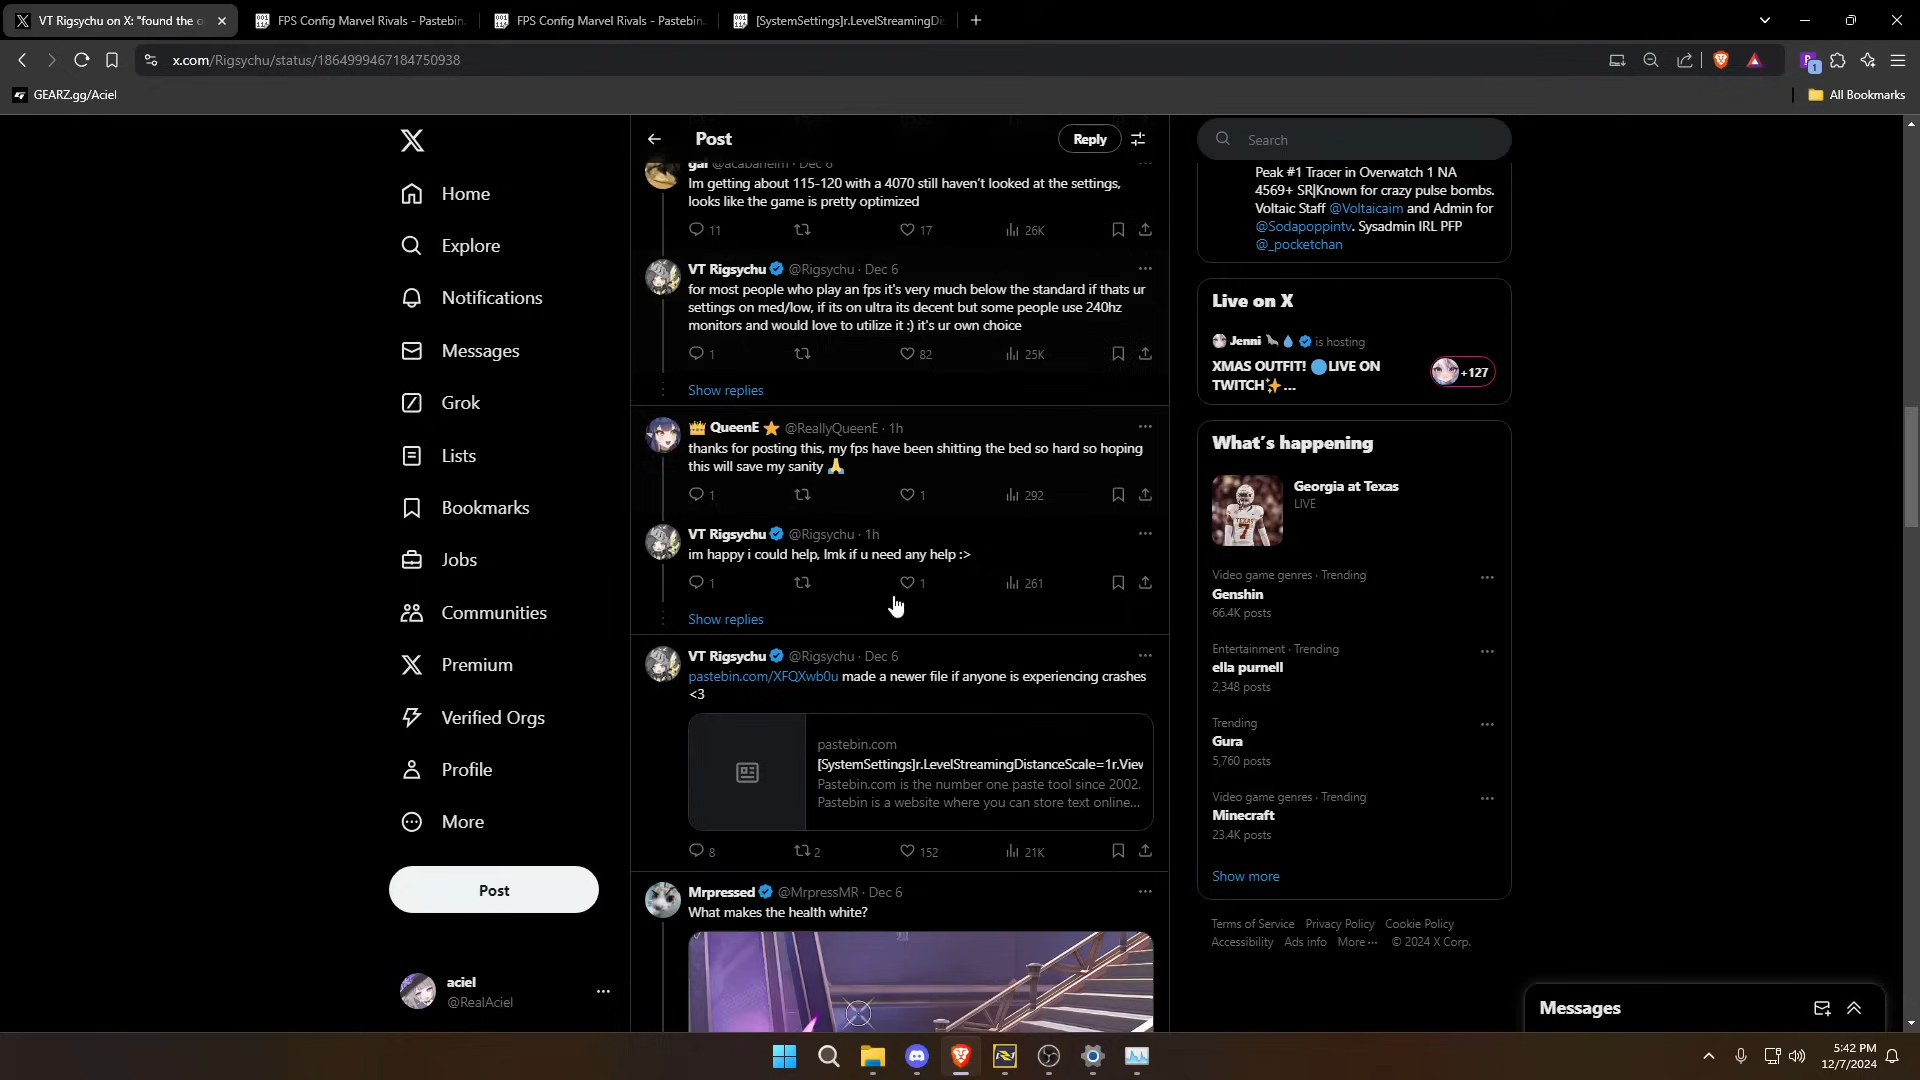 VT Rigsychu on X: "found the o
FPS Config Marvel Rivals - Pastebin.
FPS Config Marvel Rivals - Pastebin.
[SystemSettings]r.LevelStreamingDis
x.com/Rigsychu/status/1864999467184750938
1
GEARZ.gg/Aciel
All Bookmarks
Home
Explore
Notifications
Messages
Grok
Lists
Bookmarks
Jobs
Communities
Premium
Verified Orgs
Profile
More
Post
aciel
@RealAciel
Post
Reply
gal @acabaheim · Dec 6
Im getting about 115-120 with a 4070 still haven't looked at the settings,
looks like the game is pretty optimized
11
17
26K
VT Rigsychu @Rigsychu · Dec 6
for most people who play an fps it's very much below the standard if thats ur
settings on med/low, if its on ultra its decent but some people use 240hz
monitors and would love to utilize it :) it's ur own choice
1
82
25K
Show replies
👑 QueenE ⭐ @ReallyQueenE · 1h
thanks for posting this, my fps have been shitting the bed so hard so hoping
this will save my sanity 🙏
1
1
292
VT Rigsychu @Rigsychu · 1h
im happy i could help, lmk if u need any help :>
1
1
261
Show replies
VT Rigsychu @Rigsychu · Dec 6
pastebin.com/XFQXwb0u made a newer file if anyone is experiencing crashes
<3
pastebin.com
[SystemSettings]r.LevelStreamingDistanceScale=1r.View
Pastebin.com is the number one paste tool since 2002.
Pastebin is a website where you can store text online...
8
2
152
21K
Mrpressed @MrpressMR · Dec 6
What makes the health white?
Search
Peak #1 Tracer in Overwatch 1 NA
4569+ SR|Known for crazy pulse bombs.
Voltaic Staff @Voltaicaim and Admin for
@Sodapoppintv. Sysadmin IRL PFP
@_pocketchan
Live on X
Jenni is hosting
XMAS OUTFIT! 🔵LIVE ON
TWITCH✨...
+127
What's happening
Georgia at Texas
LIVE
Video game genres · Trending
Genshin
66.4K posts
Entertainment · Trending
ella purnell
2,348 posts
Trending
Gura
5,760 posts
Video game genres · Trending
Minecraft
23.4K posts
Show more
Terms of Service Privacy Policy Cookie Policy
Accessibility Ads info More ··· © 2024 X Corp.
Messages
5:42 PM
12/7/2024